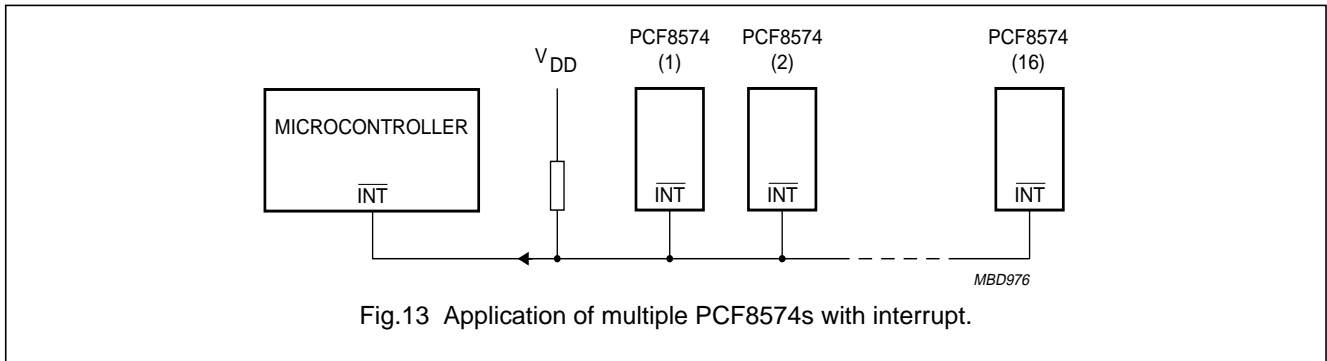 PCF8574 PCF8574 PCF8574
(1) (2) (16)
VDD
MICROCONTROLLER
INT INT INT INT
MBD976
Fig.13 Application of multiple PCF8574s with interrupt.